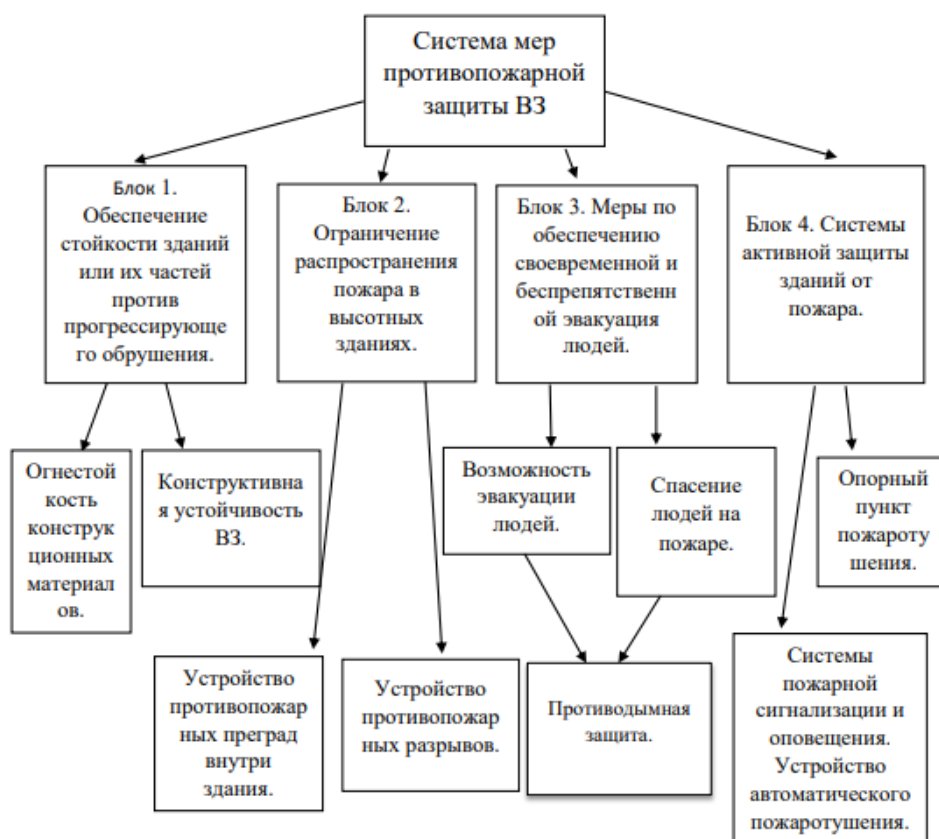 Система мер
противопожарной
защиты ВЗ
Блок 1.
Обеспечение
стойкости зданий
или их частей
против
прогрессирующе
го обрушения.
Блок 2.
Ограничение
распространения
пожара в
высотных
зданиях.
Блок 3. Меры по
обеспечению
своевременной и
беспрепятственн
ой эвакуация
людей.
Блок 4. Системы
активной защиты
зданий от
пожара.
Огнестой
кость
конструк
ционных
материал
ов.
Конструктивна
я устойчивость
ВЗ.
Возможность
эвакуации
людей.
Спасение
людей на
пожаре.
Опорный
пункт
пожароту
шения.
Устройство
противопожар
ных преград
внутри
здания.
Устройство
противопожар
ных разрывов.
Противодымная
защита.
Системы
пожарной
сигнализации и
оповещения.
Устройство
автоматического
пожаротушения.